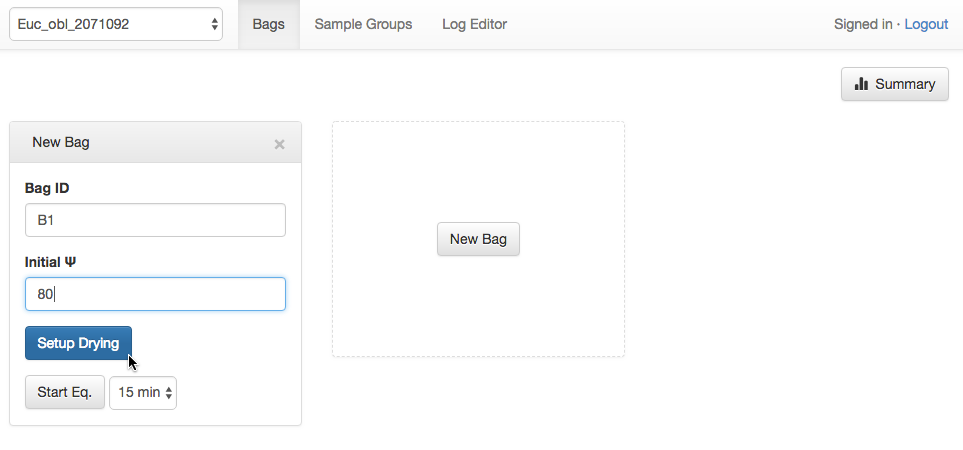 Euc_obl_2071092 Bags Sample Groups Log Editor Signed in · Logout
Summary
New Bag ×
Bag ID
B1
New Bag
Initial Ψ
80
Setup Drying
Start Eq. 15 min